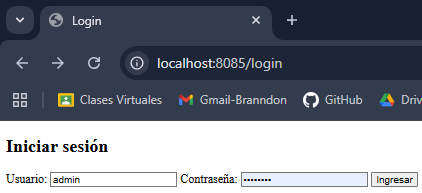 Login
localhost:8085/login
Clases Virtuales Gmail-Branndon GitHub Driv
Iniciar sesión
Usuario: admin Contraseña: •••••••• Ingresar